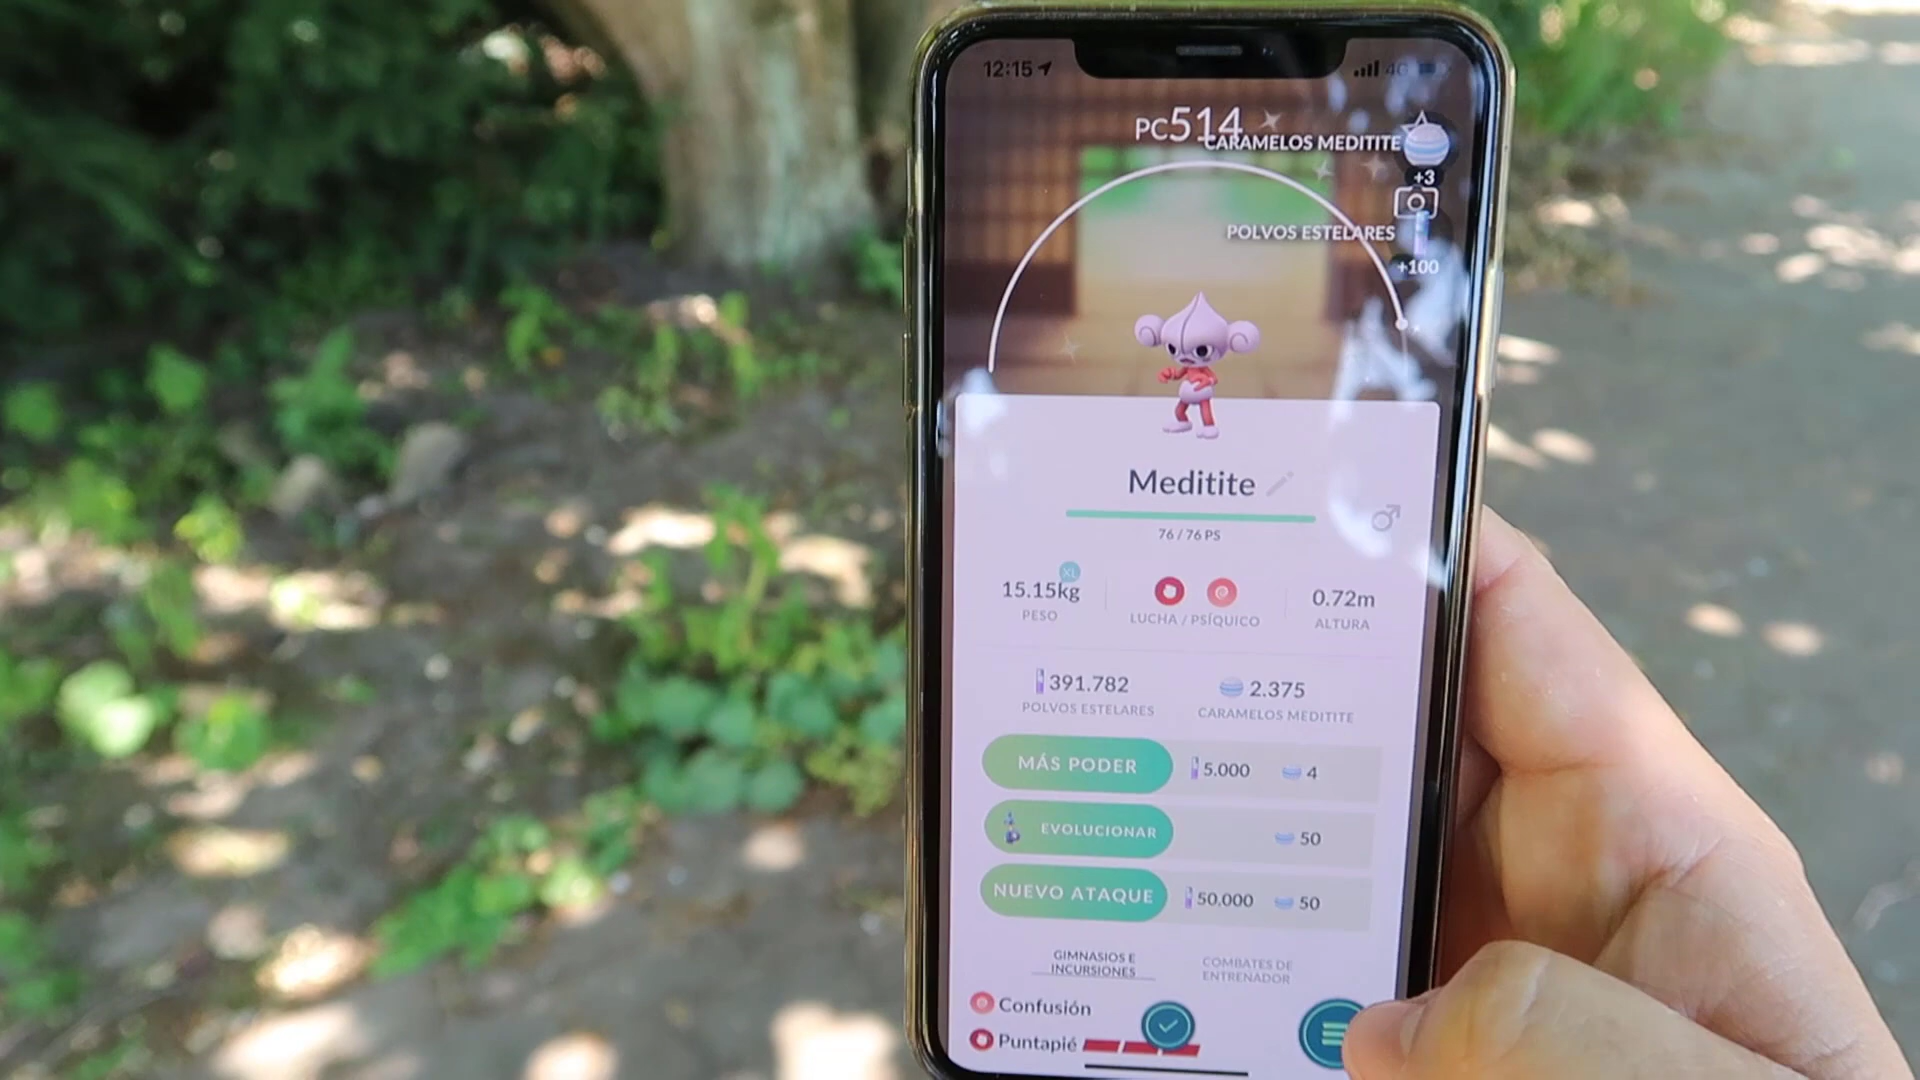 12:15
4G
PC514
CARAMELOS MEDITITE
+3
POLVOS ESTELARES
+100
Meditite
76 / 76 PS
XL
15.15kg
PESO
LUCHA / PSÍQUICO
0.72m
ALTURA
391.782
POLVOS ESTELARES
2.375
CARAMELOS MEDITITE
MÁS PODER
5.000
4
EVOLUCIONAR
50
NUEVO ATAQUE
50.000
50
GIMNASIOS E
INCURSIONES
COMBATES DE
ENTRENADOR
Confusión
Puntapié